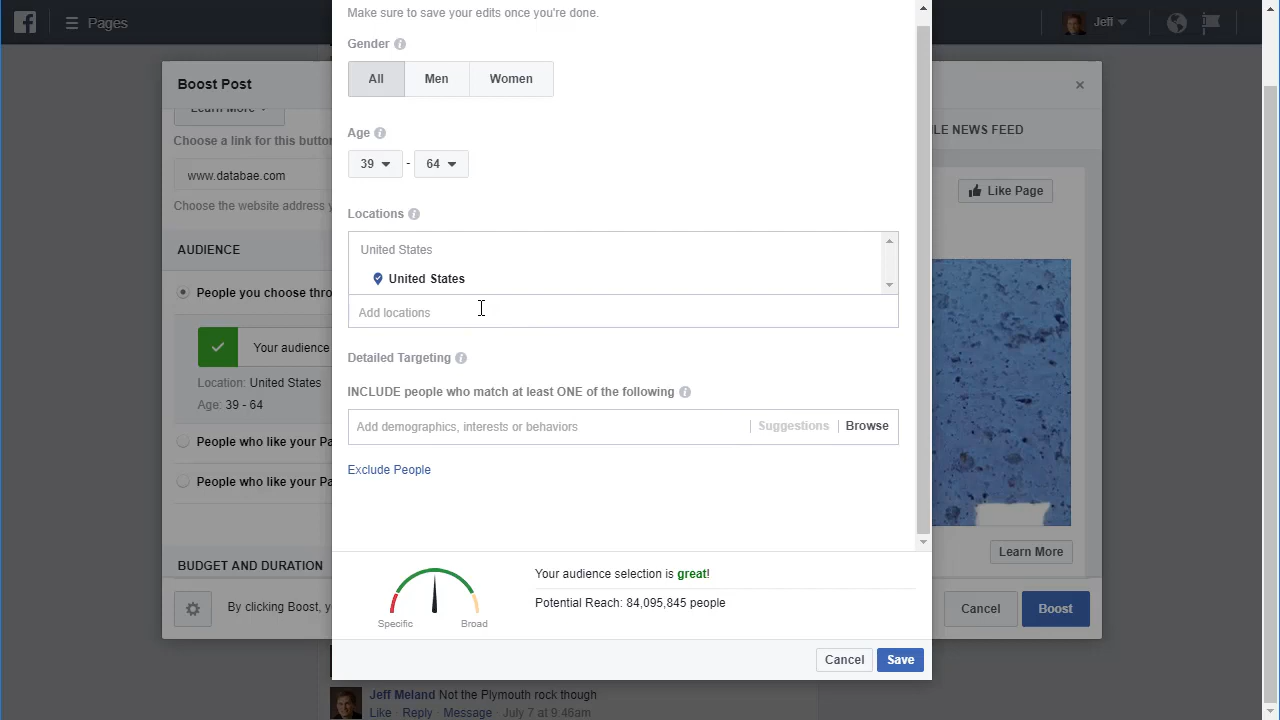 Pages
Jeff
Make sure to save your edits once you're done.
Gender
All
Men
Women
Age
39
-
64
Locations
United States
United States
Add locations
Detailed Targeting
INCLUDE people who match at least ONE of the following
Add demographics, interests or behaviors
Suggestions
Browse
Exclude People
Specific
Broad
Your audience selection is great!
Potential Reach: 84,095,845 people
Cancel
Save
Boost Post
Learn More
Choose a link for this button
www.databae.com
Choose the website address y
AUDIENCE
People you choose thro
Your audience
Location: United States
Age: 39 - 64
People who like your Pa
People who like your Pa
BUDGET AND DURATION
By clicking Boost, y
LE NEWS FEED
Like Page
Learn More
Cancel
Boost
Jeff Meland Not the Plymouth rock though
Like · Reply · Message · July 7 at 9:46am